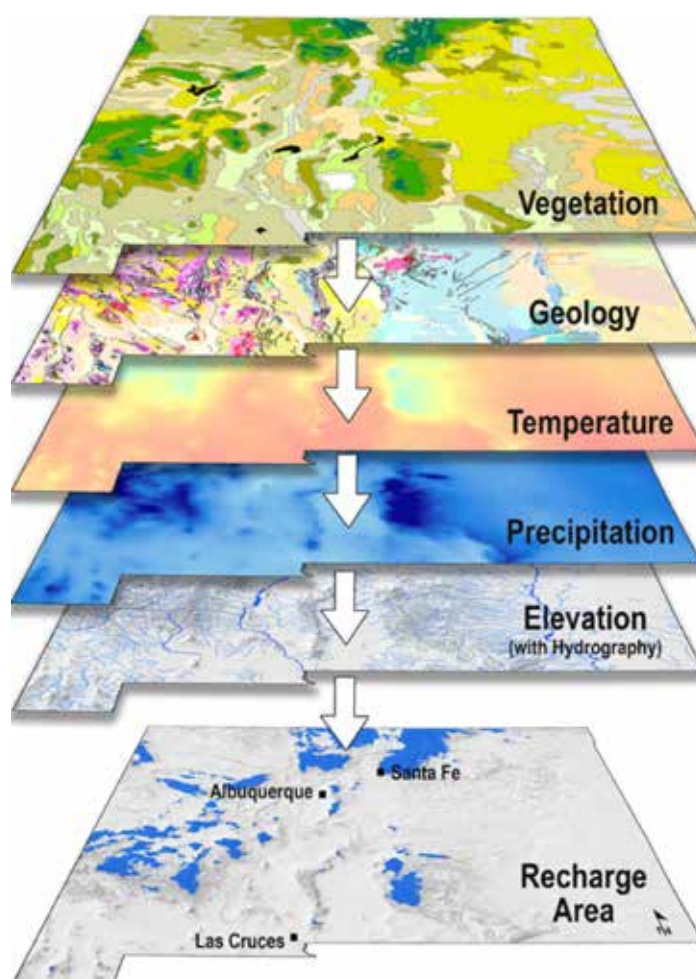 Vegetation
Geology
Temperature
Precipitation
Elevation
(with Hydrography)
Santa Fe
Albuquerque
Recharge
Area
Las Cruces